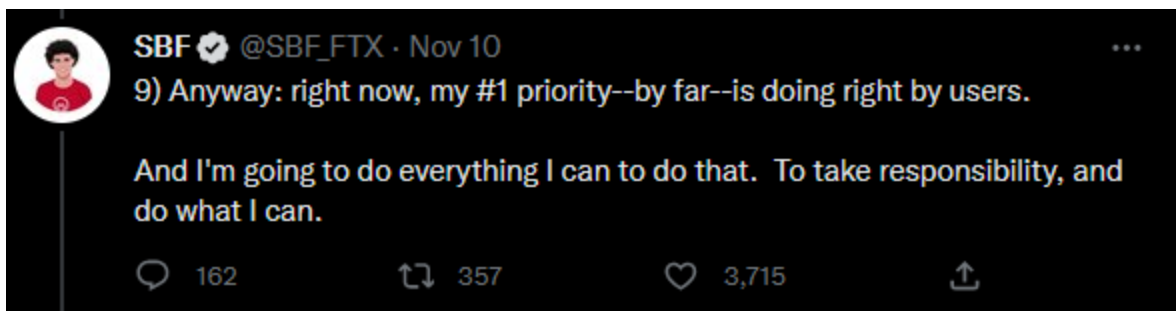 SBF @SBF_FTX · Nov 10
9) Anyway: right now, my #1 priority--by far--is doing right by users.
And I'm going to do everything I can to do that.  To take responsibility, and
do what I can.
162 357 3,715